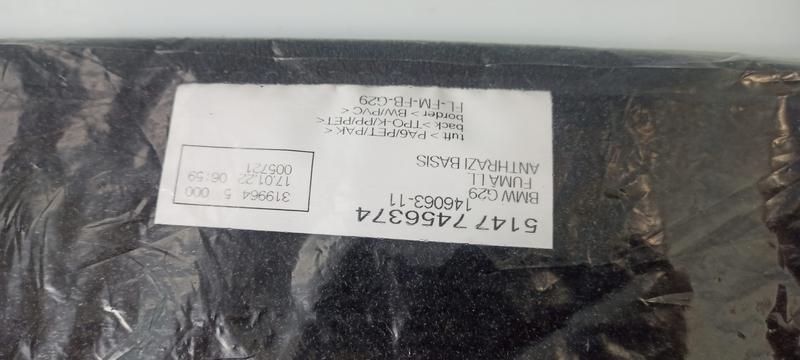 5147 7456374
146063-11
BMW G29
FUMA LL
ANTHRAZI BASIS
319964 5 000
17.01.22 06:59
005721
tuft > PA6/PET/PAK <
back >TPO-K/PP/PET<
border > BW/PVC <
FL-FM-FB-G29